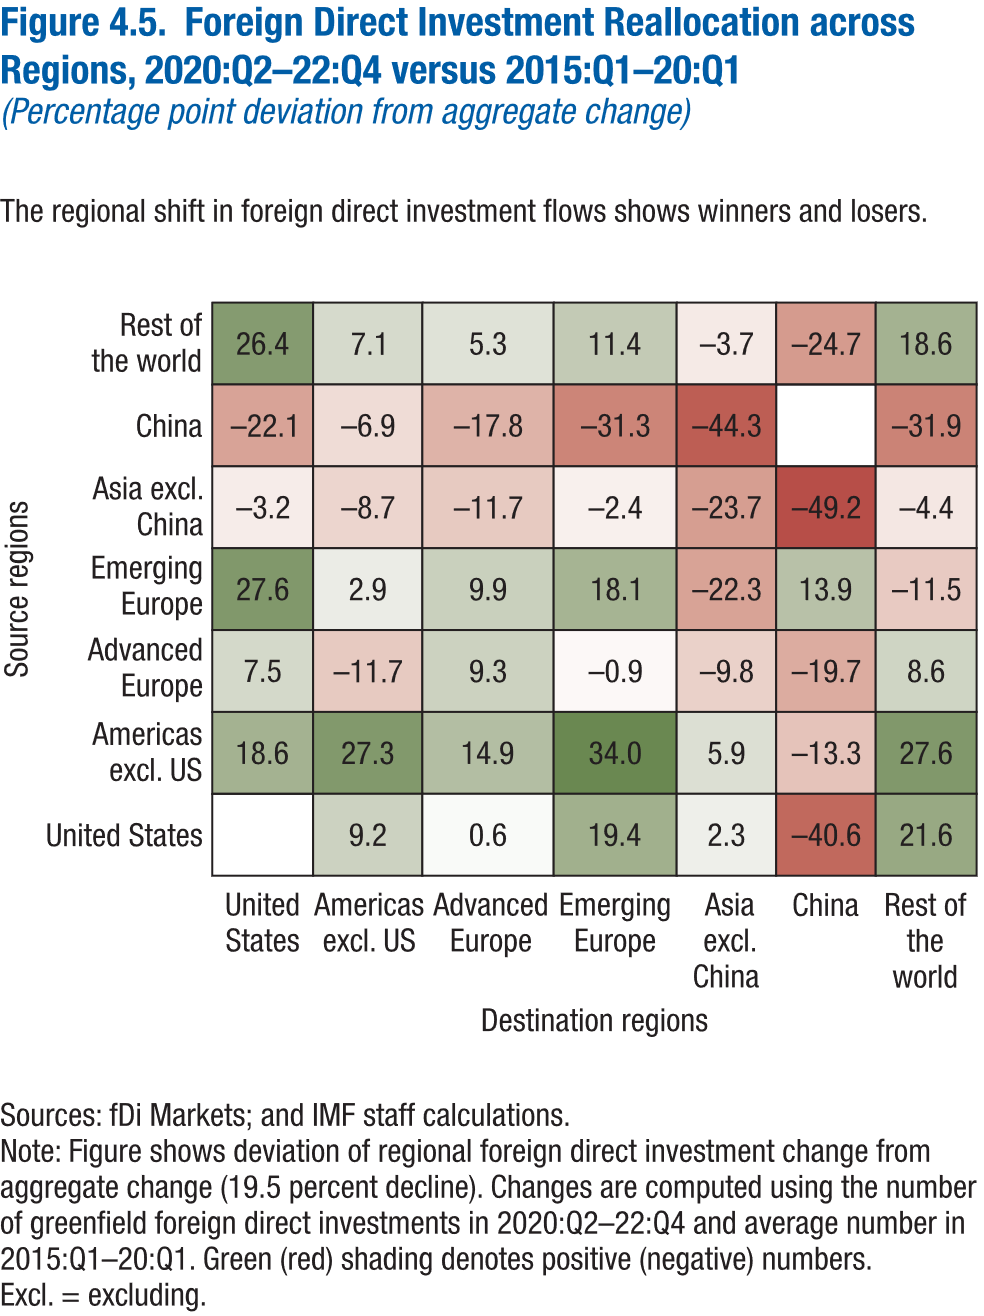 Figure 4.5.  Foreign Direct Investment Reallocation across
Regions, 2020:Q2–22:Q4 versus 2015:Q1–20:Q1
(Percentage point deviation from aggregate change)
The regional shift in foreign direct investment flows shows winners and losers.
Source regions
Rest of
the world
26.4 7.1 5.3 11.4 –3.7 –24.7 18.6
China
–22.1 –6.9 –17.8 –31.3 –44.3 –31.9
Asia excl.
China
–3.2 –8.7 –11.7 –2.4 –23.7 –49.2 –4.4
Emerging
Europe
27.6 2.9 9.9 18.1 –22.3 13.9 –11.5
Advanced
Europe
7.5 –11.7 9.3 –0.9 –9.8 –19.7 8.6
Americas
excl. US
18.6 27.3 14.9 34.0 5.9 –13.3 27.6
United States
9.2 0.6 19.4 2.3 –40.6 21.6
United
States
Americas
excl. US
Advanced
Europe
Emerging
Europe
Asia
excl.
China
China
Rest of
the
world
Destination regions
Sources: fDi Markets; and IMF staff calculations.
Note: Figure shows deviation of regional foreign direct investment change from
aggregate change (19.5 percent decline). Changes are computed using the number
of greenfield foreign direct investments in 2020:Q2–22:Q4 and average number in
2015:Q1–20:Q1. Green (red) shading denotes positive (negative) numbers.
Excl. = excluding.